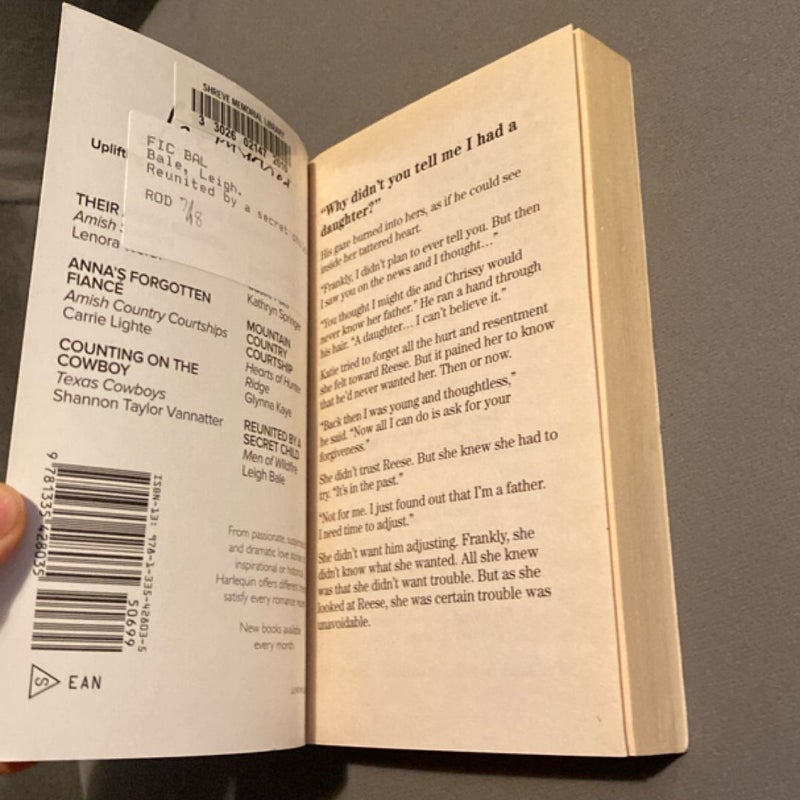 SHREVE MEMORIAL LIBRARY
3 3026 02147 2010
FIC BAL
Bale, Leigh.
Reunited by a secret
ROD 7/18
THEIR
Amish
Lenora
ANNA'S FORGOTTEN
FIANCÉ
Amish Country Courtships
Carrie Lighte
COUNTING ON THE
COWBOY
Texas Cowboys
Shannon Taylor Vannatter
9 781335 428035
ISBN-13: 978-1-335-42803-5
50699
S EAN
Kathryn Springer
MOUNTAIN
COUNTRY
COURTSHIP
Hearts of Hunter
Ridge
Glynna Kaye
REUNITED BY A
SECRET CHILD
Men of Wildfire
Leigh Bale
From passionate,
and dramatic love
inspirational or
Harlequin offers different
satisfy every romance
New books available
every month
"Why didn't you tell me I had a
daughter?"
His gaze burned into hers, as if he could see
inside her tattered heart.
"Frankly, I didn't plan to ever tell you. But then
I saw you on the news and I thought…"
"You thought I might die and Chrissy would
never know her father." He ran a hand through
his hair. "A daughter… I can't believe it."
Katie tried to forget all the hurt and resentment
she felt toward Reese. But it pained her to know
that he'd never wanted her. Then or now.
"Back then I was young and thoughtless,"
he said. "Now all I can do is ask for your
forgiveness."
She didn't trust Reese. But she knew she had to
try. "It's in the past."
"Not for me. I just found out that I'm a father.
I need time to adjust."
She didn't want him adjusting. Frankly, she
didn't know what she wanted. All she knew
was that she didn't want trouble. But as she
looked at Reese, she was certain trouble was
unavoidable.